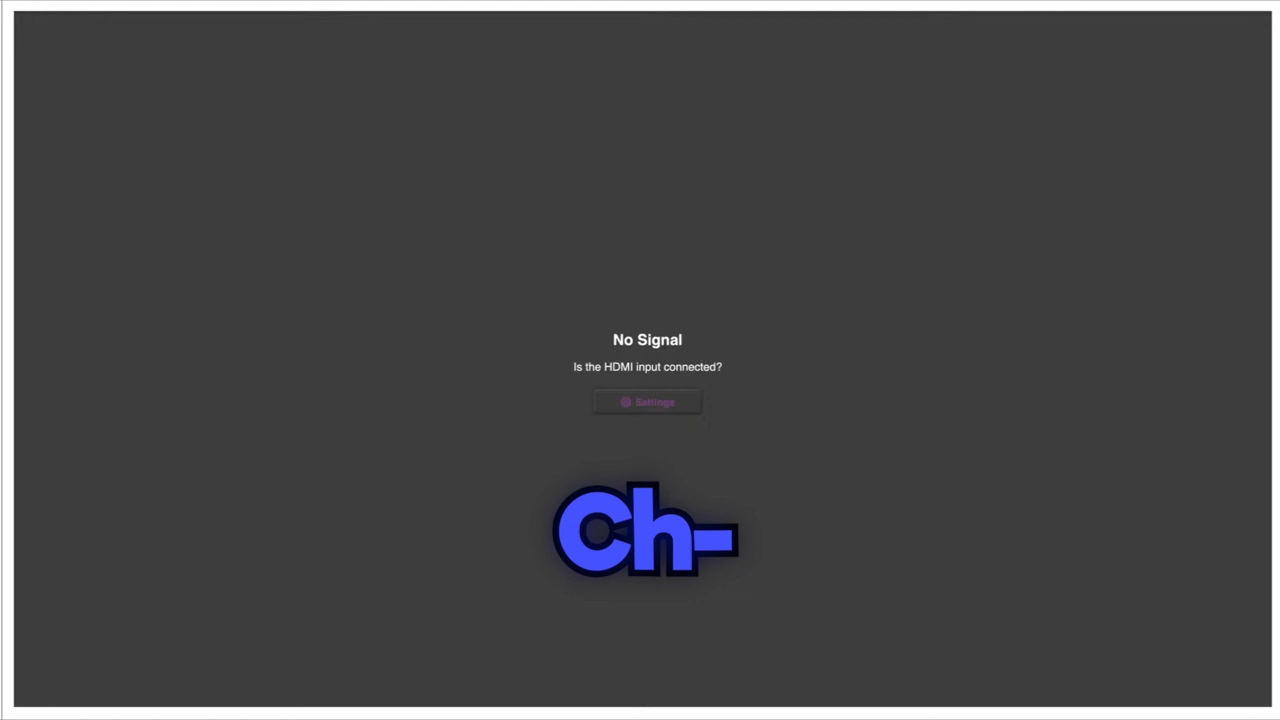 No Signal
Is the HDMI input connected?
Settings
Ch-